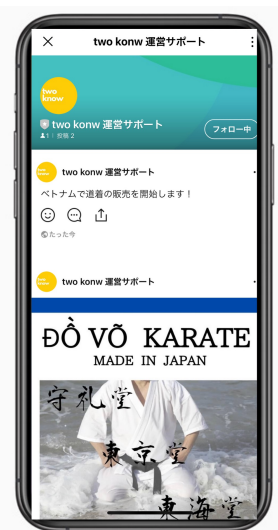 two konw 運営サポート
two
know
two konw 運営サポート
1 投稿 2
フォロー中
two know
two konw 運営サポート
ベトナムで道着の販売を開始します！
たった今
two know
two konw 運営サポート
ĐỒ VÕ KARATE
MADE IN JAPAN
守礼堂
東京堂
東海堂